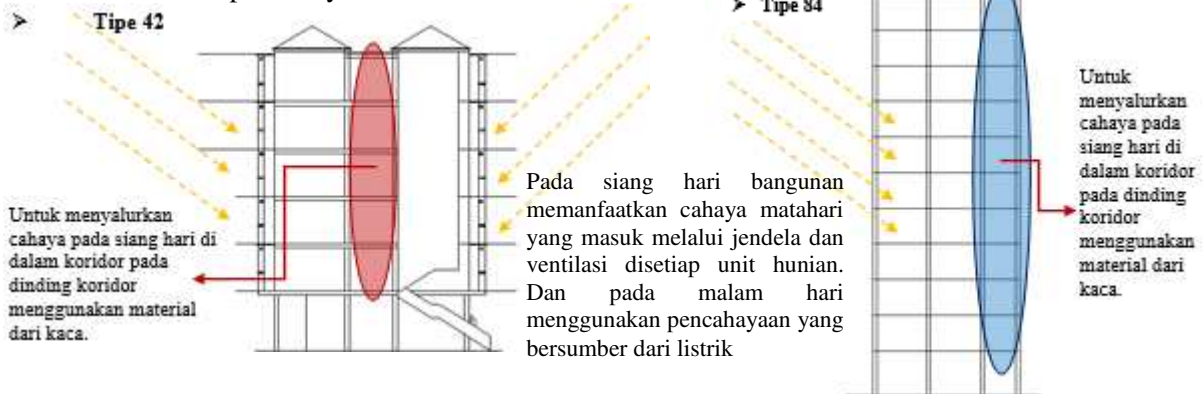 ➤ Tipe 42
Untuk menyalurkan
cahaya pada siang hari di
dalam koridor pada
dinding koridor
menggunakan material
dari kaca.
Pada siang hari bangunan
memanfaatkan cahaya matahari
yang masuk melalui jendela dan
ventilasi disetiap unit hunian.
Dan pada malam hari
menggunakan pencahayaan yang
bersumber dari listrik
➤ Tipe 84
Untuk
menyalurkan
cahaya pada
siang hari di
dalam koridor
pada dinding
koridor
menggunakan
material dari
kaca.